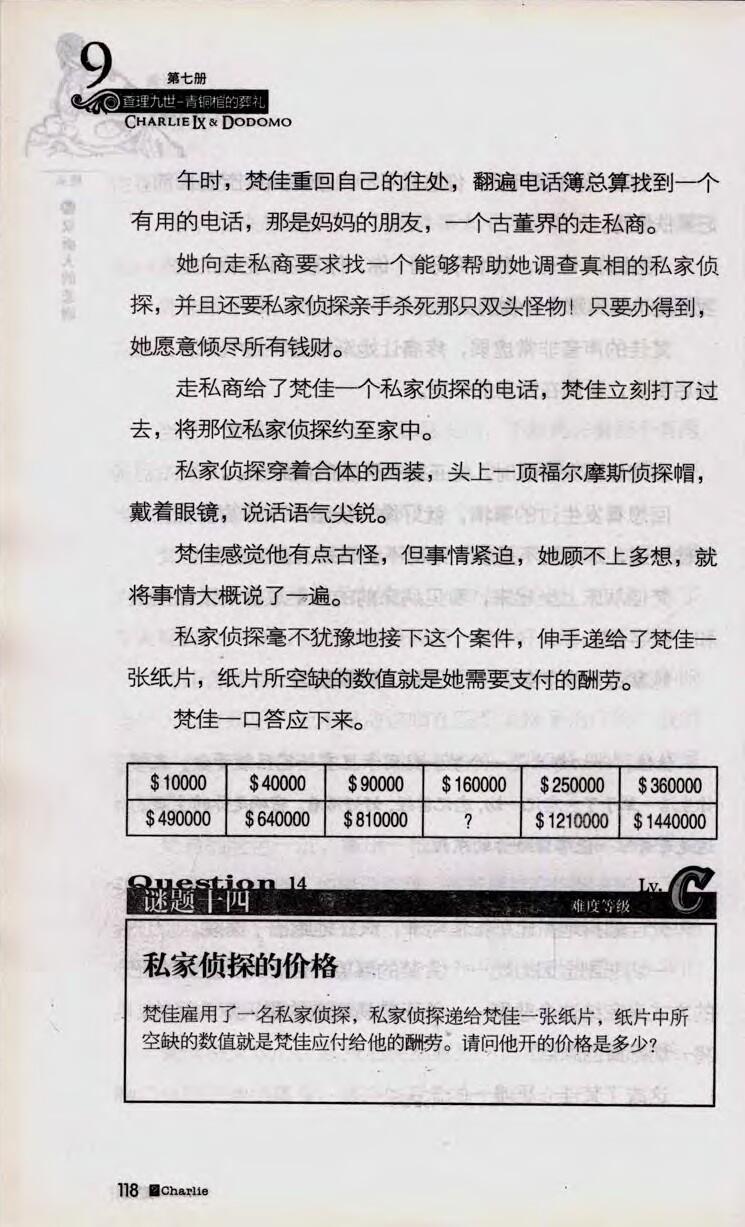 9
第七册
查理九世-青铜棺的葬礼
CHARLIE IX & DODOMO
午时，梵佳重回自己的住处，翻遍电话簿总算找到一个
有用的电话，那是妈妈的朋友，一个古董界的走私商。
她向走私商要求找一个能够帮助她调查真相的私家侦
探，并且还要私家侦探亲手杀死那只双头怪物！只要办得到，
她愿意倾尽所有钱财。
走私商给了梵佳一个私家侦探的电话，梵佳立刻打了过
去，将那位私家侦探约至家中。
私家侦探穿着合体的西装，头上一顶福尔摩斯侦探帽，
戴着眼镜，说话语气尖锐。
梵佳感觉他有点古怪，但事情紧迫，她顾不上多想，就
将事情大概说了一遍。
私家侦探毫不犹豫地接下这个案件，伸手递给了梵佳一
张纸片，纸片所空缺的数值就是她需要支付的酬劳。
梵佳一口答应下来。
$10000 $40000 $90000 $160000 $250000 $360000
$490000 $640000 $810000 ? $1210000 $1440000
Question 14 Lv. C
谜题十四 难度等级
私家侦探的价格
梵佳雇用了一名私家侦探，私家侦探递给梵佳一张纸片，纸片中所
空缺的数值就是梵佳应付给他的酬劳。请问他开的价格是多少？
118 Charlie